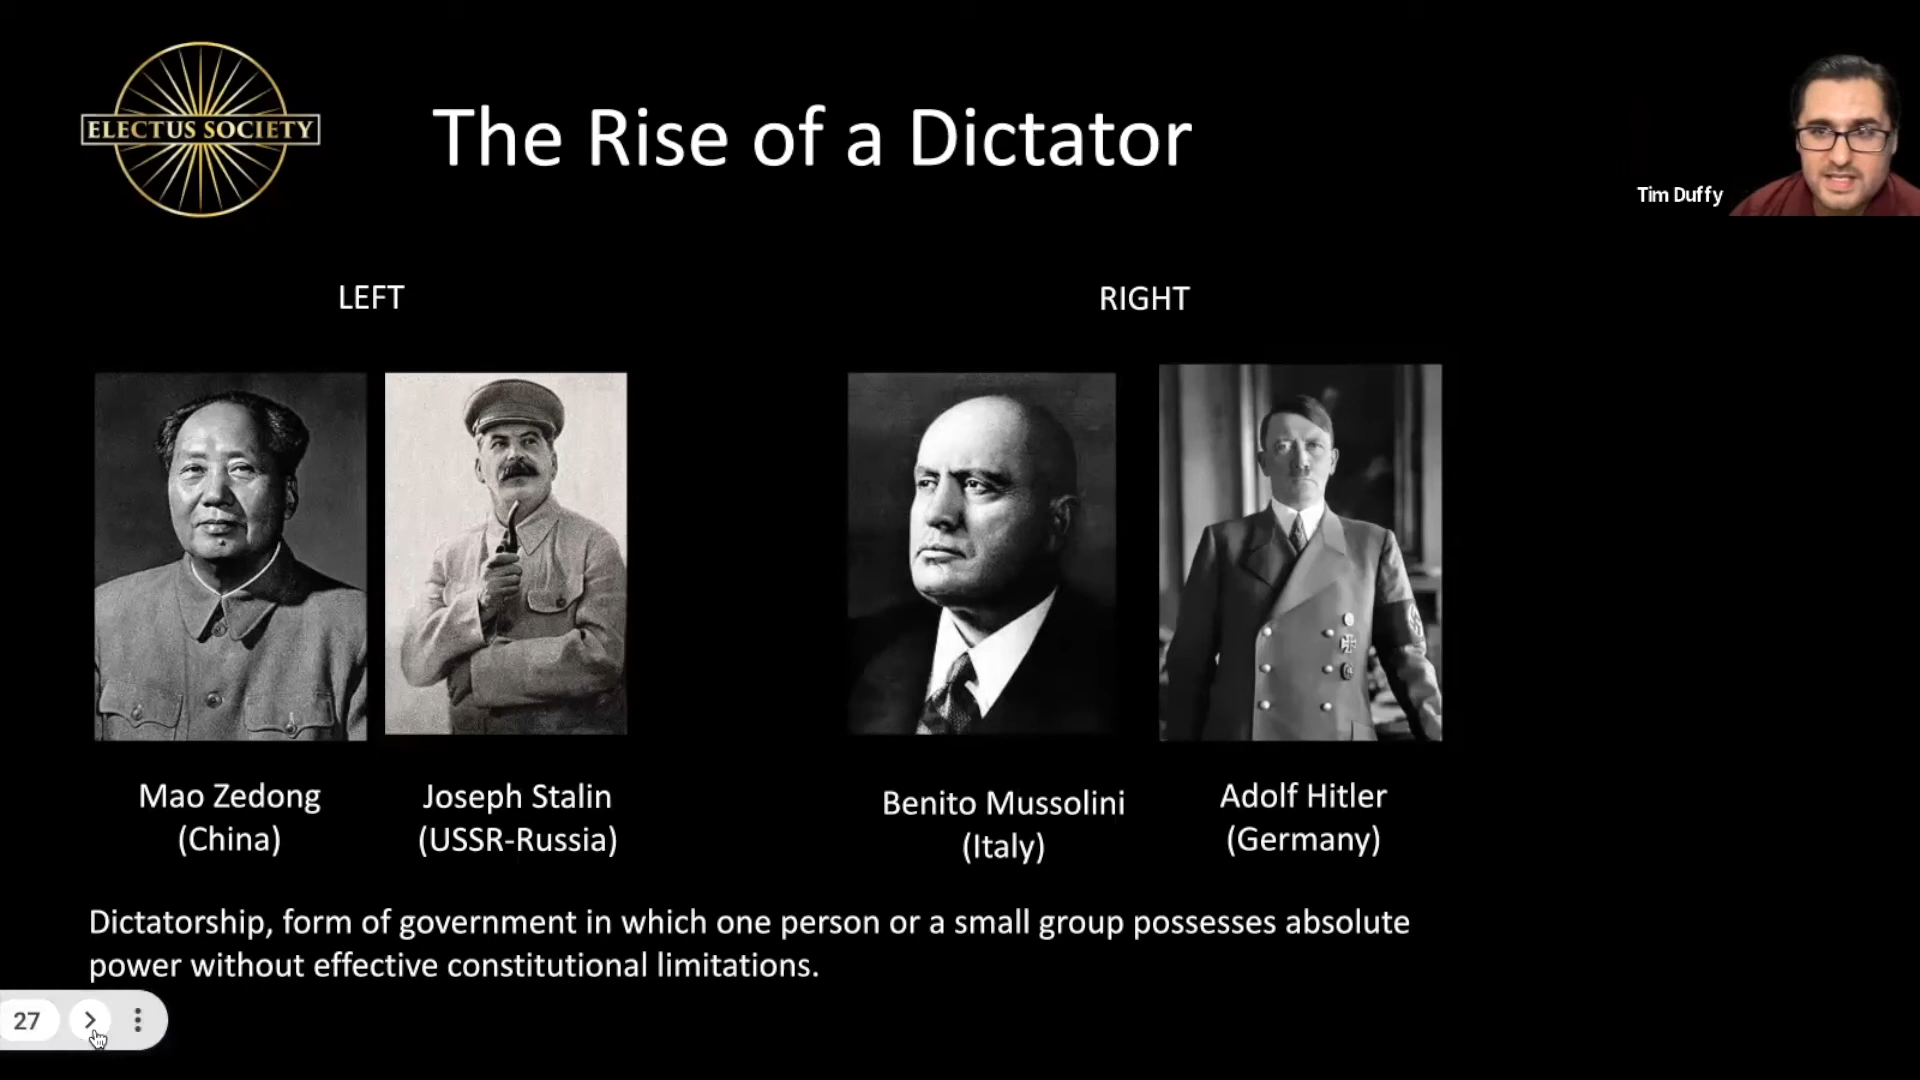 ELECTUS SOCIETY
The Rise of a Dictator
Tim Duffy
LEFT
RIGHT
Mao Zedong
(China)
Joseph Stalin
(USSR-Russia)
Benito Mussolini
(Italy)
Adolf Hitler
(Germany)
Dictatorship, form of government in which one person or a small group possesses absolute
power without effective constitutional limitations.
27